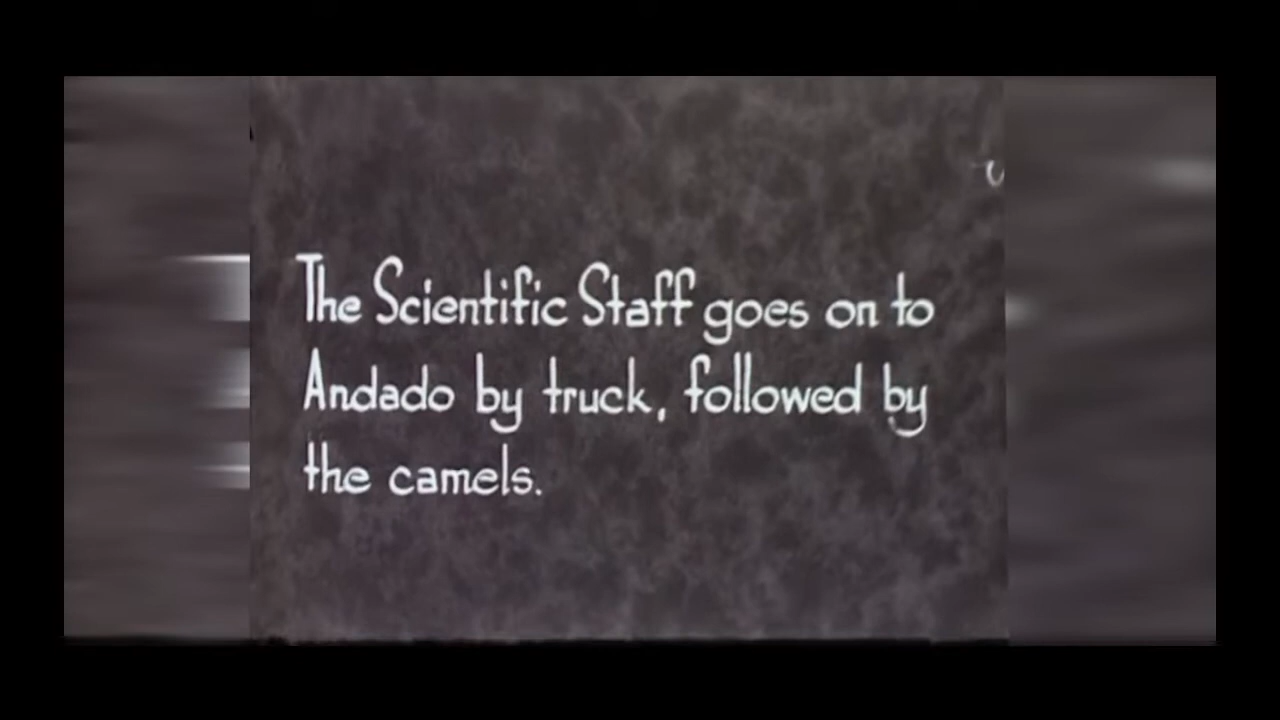 The Scientific Staff goes on to
Andado by truck, followed by
the camels.